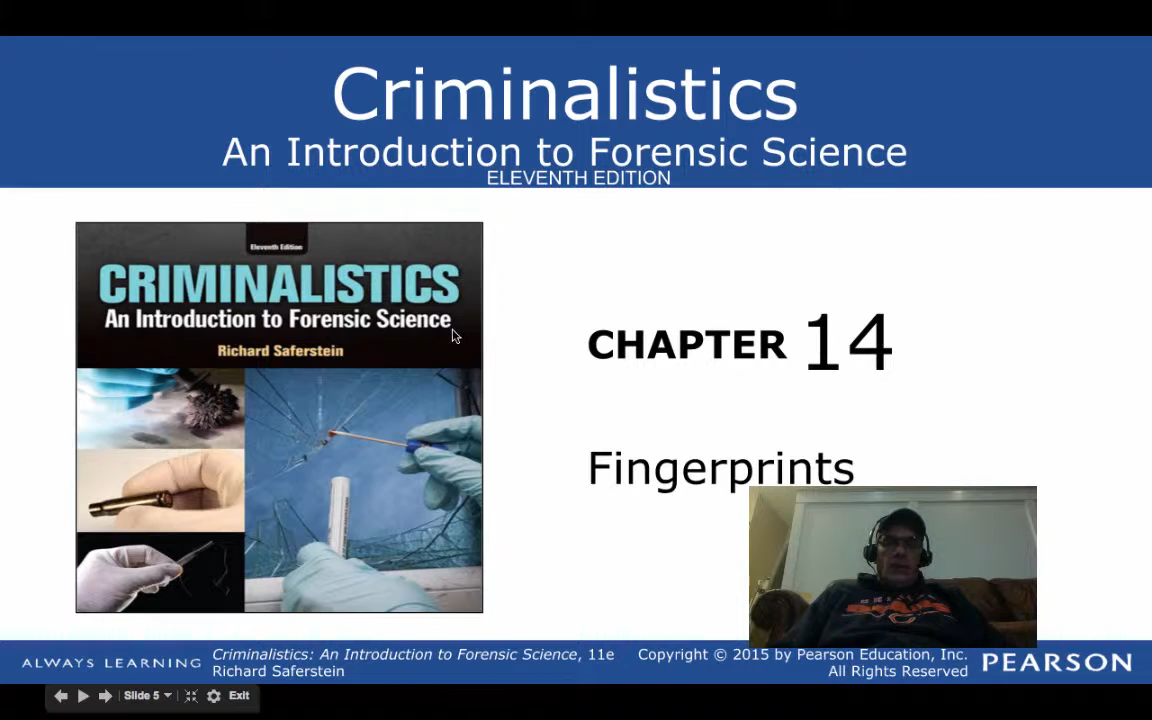 Criminalistics
An Introduction to Forensic Science
ELEVENTH EDITION
Eleventh Edition
CRIMINALISTICS
An Introduction to Forensic Science
Richard Saferstein
CHAPTER 14
Fingerprints
BEARS
ALWAYS LEARNING
Criminalistics: An Introduction to Forensic Science, 11e
Richard Saferstein
Copyright © 2015 by Pearson Education, Inc.
All Rights Reserved
PEARSON
Slide 5
Exit